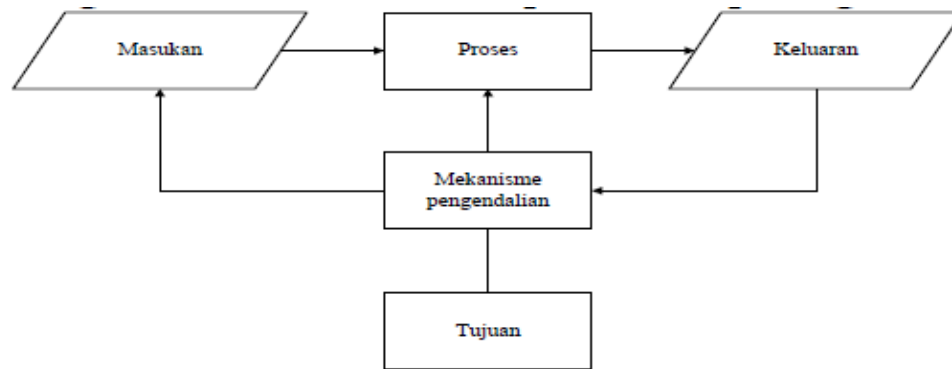 Masukan
Proses
Keluaran
Mekanisme
pengendalian
Tujuan